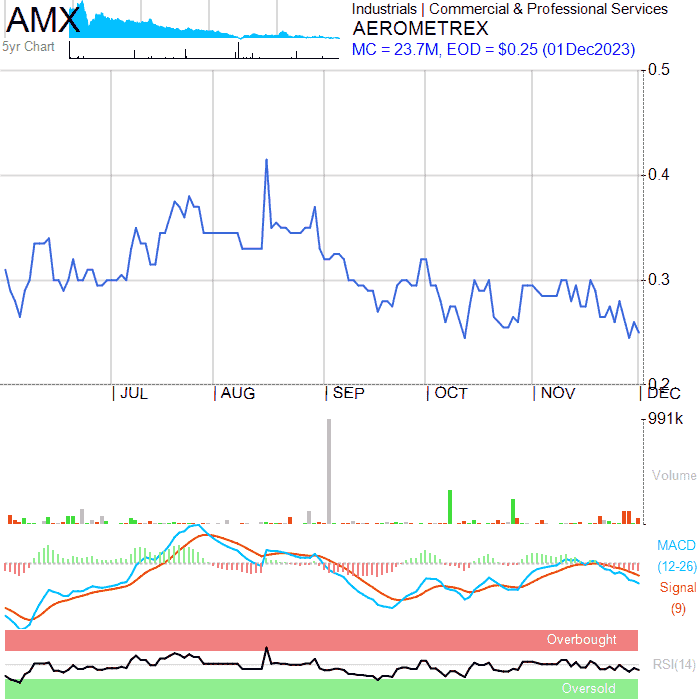 AMX
5yr Chart
Industrials | Commercial & Professional Services
AEROMETREX
MC = 23.7M, EOD = $0.25 (01Dec2023)
0.5
0.4
0.3
0.2
JUL AUG SEP OCT NOV DEC
991k
Volume
MACD
(12-26)
Signal
(9)
Overbought
RSI(14)
Oversold